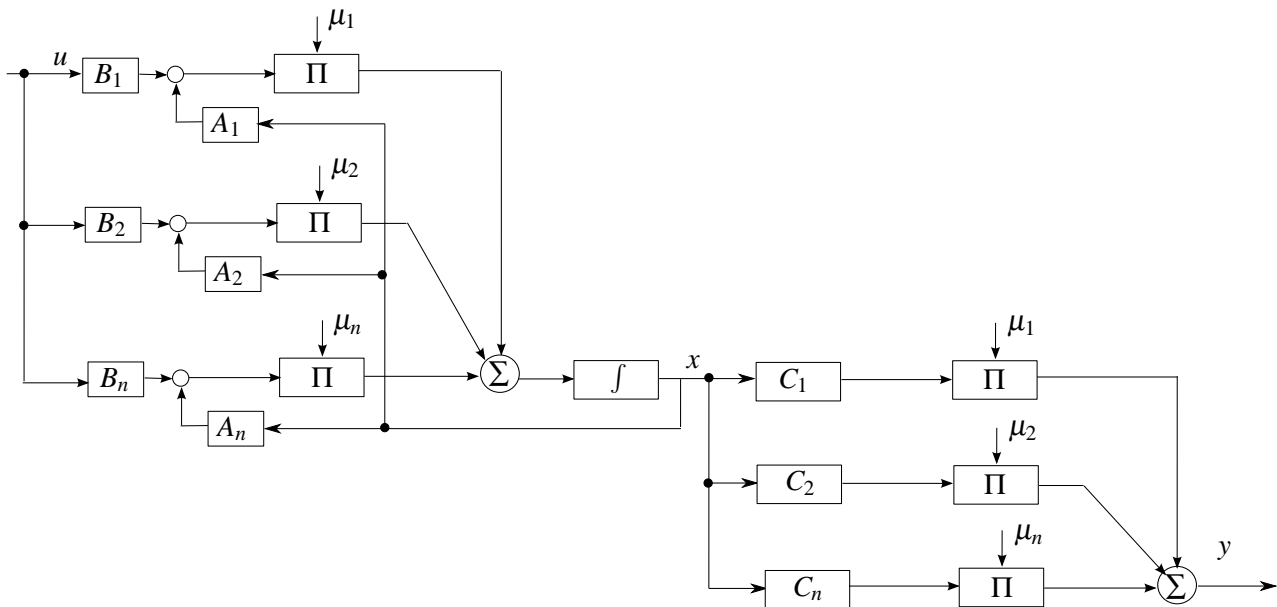 μ₁
u
B₁
Π
A₁
μ₂
B₂
Π
A₂
μₙ
Bₙ
Π
Aₙ
Σ
∫
x
C₁
μ₁
Π
C₂
μ₂
Π
Cₙ
μₙ
Π
Σ
y